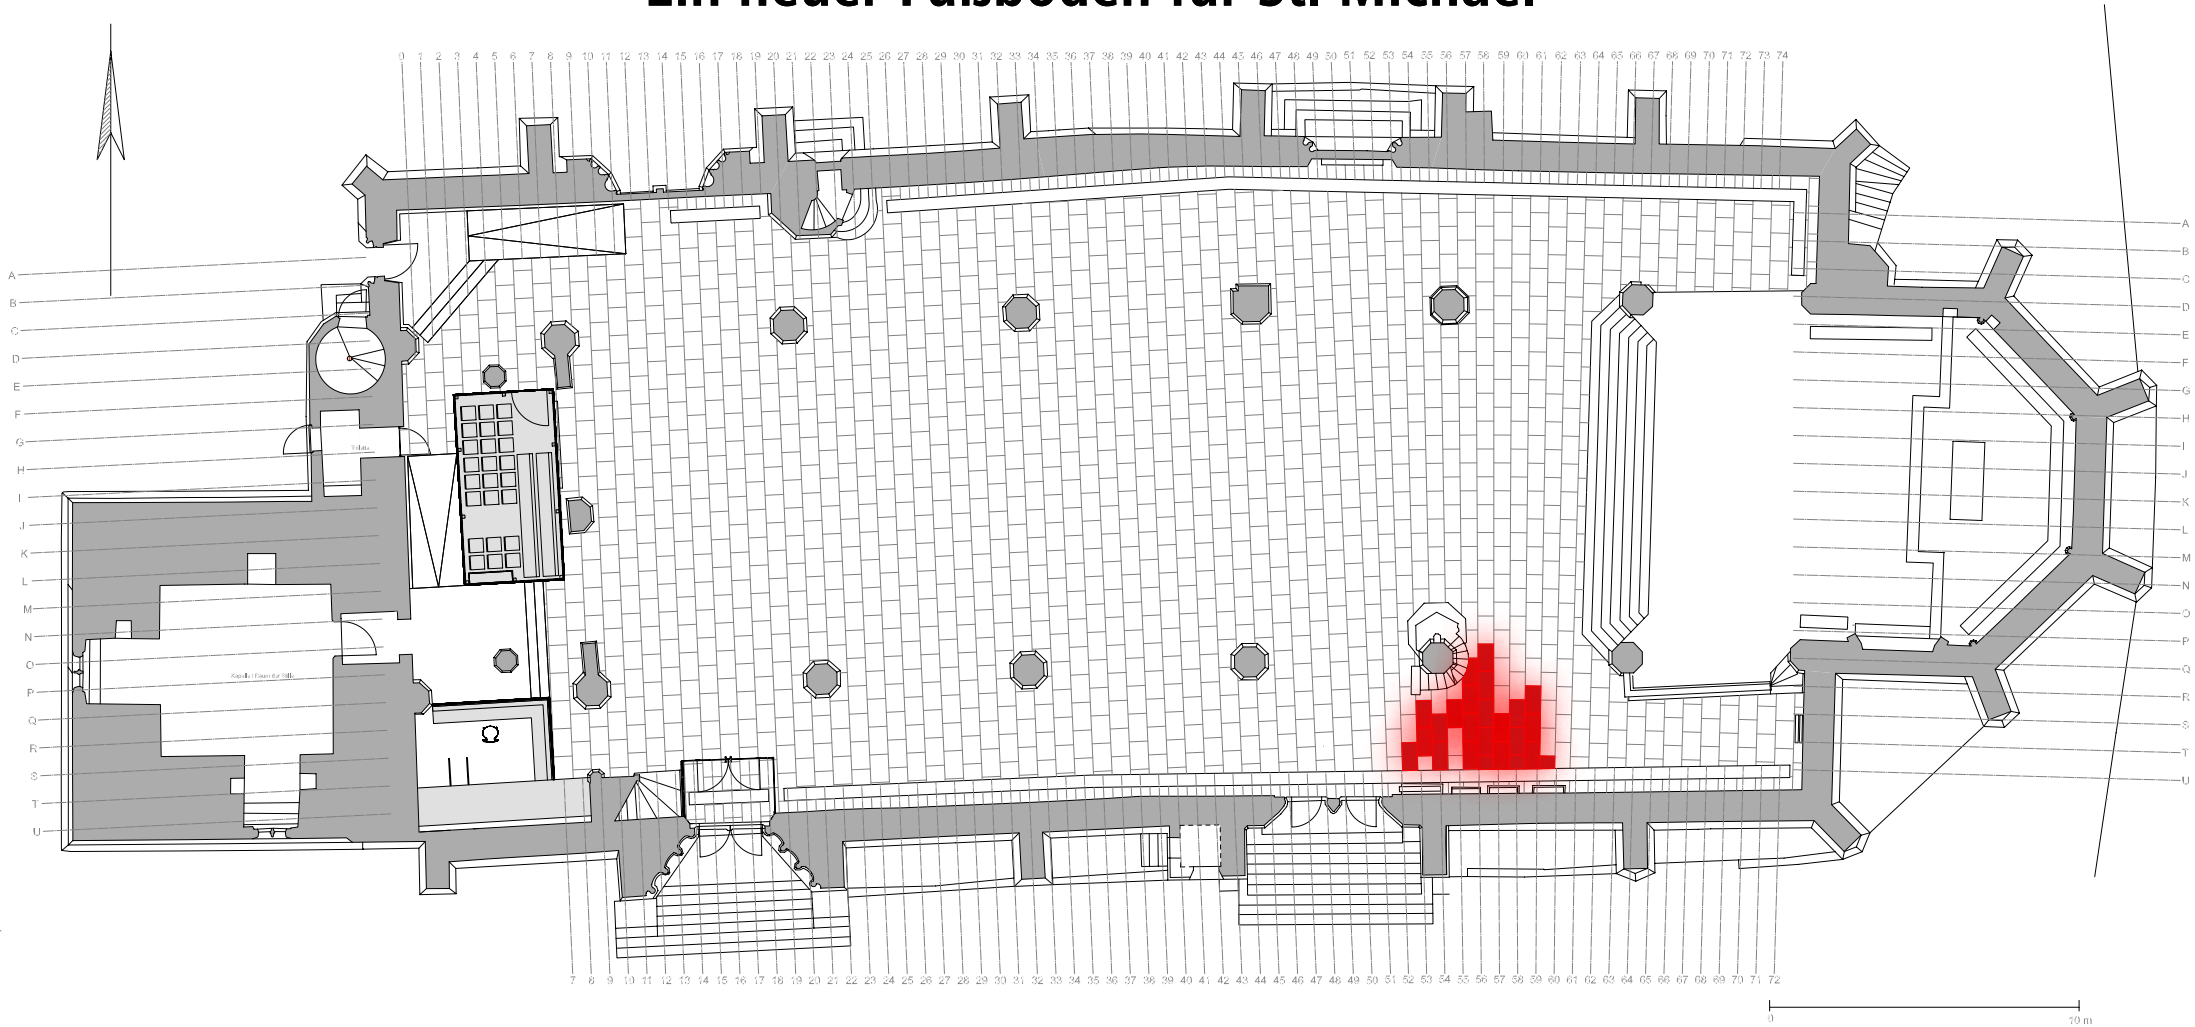 Ein neuer Fußboden für St. Michael
0 1 2 3 4 5 6 7 8 9 10 11 12 13 14 15 16 17 18 19 20 21 22 23 24 25 26 27 28 29 30 31 32 33 34 35 36 37 38 39 40 41 42 43 44 45 46 47 48 49 50 51 52 53 54 55 56 57 58 59 60 61 62 63 64 65 66 67 68 69 70 71 72 73 74
A
B
C
D
E
F
G
H
I
J
K
L
M
N
O
P
Q
R
S
T
U
A
B
C
D
E
F
G
H
I
J
K
L
M
N
O
P
Q
R
S
T
U
7 8 9 10 11 12 13 14 15 16 17 18 19 20 21 22 23 24 25 26 27 28 29 30 31 32 33 34 35 36 37 38 39 40 41 42 43 44 45 46 47 48 49 50 51 52 53 54 55 56 57 58 59 60 61 62 63 64 65 66 67 68 69 70 71 72
0 10 m